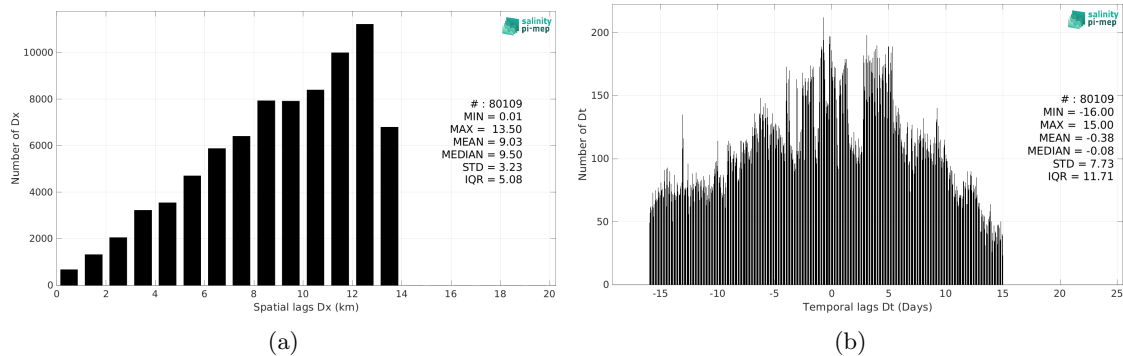 salinity
pi-mep
10000
8000
6000
4000
2000
0
Number of Dx
# : 80109
MIN = 0.01
MAX = 13.50
MEAN = 9.03
MEDIAN = 9.50
STD = 3.23
IQR = 5.08
0 2 4 6 8 10 12 14 16 18 20
Spatial lags Dx (km)
(a)
salinity
pi-mep
200
150
100
50
0
Number of Dt
# : 80109
MIN = -16.00
MAX = 15.00
MEAN = -0.38
MEDIAN = -0.08
STD = 7.73
IQR = 11.71
-15 -10 -5 0 5 10 15 20 25
Temporal lags Dt (Days)
(b)